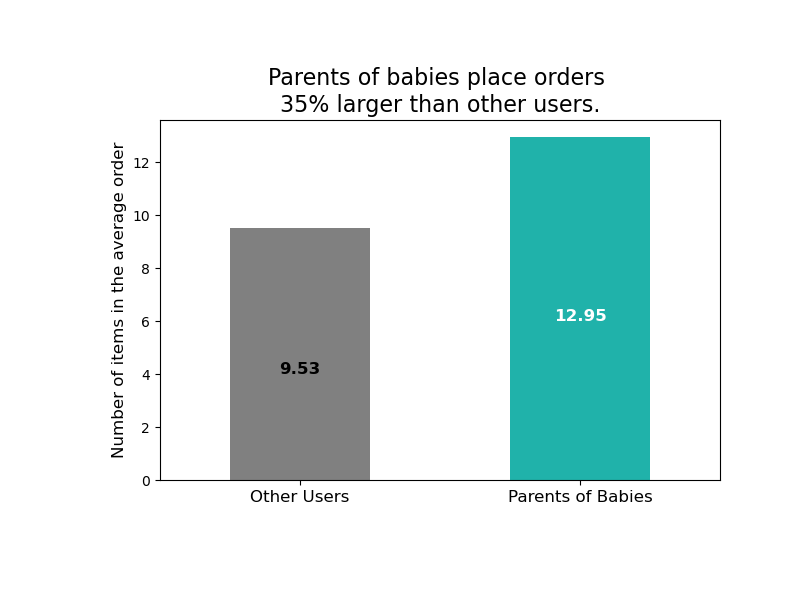 Parents of babies place orders
35% larger than other users.
Number of items in the average order
12
10
8
6
4
2
0
9.53
12.95
Other Users
Parents of Babies